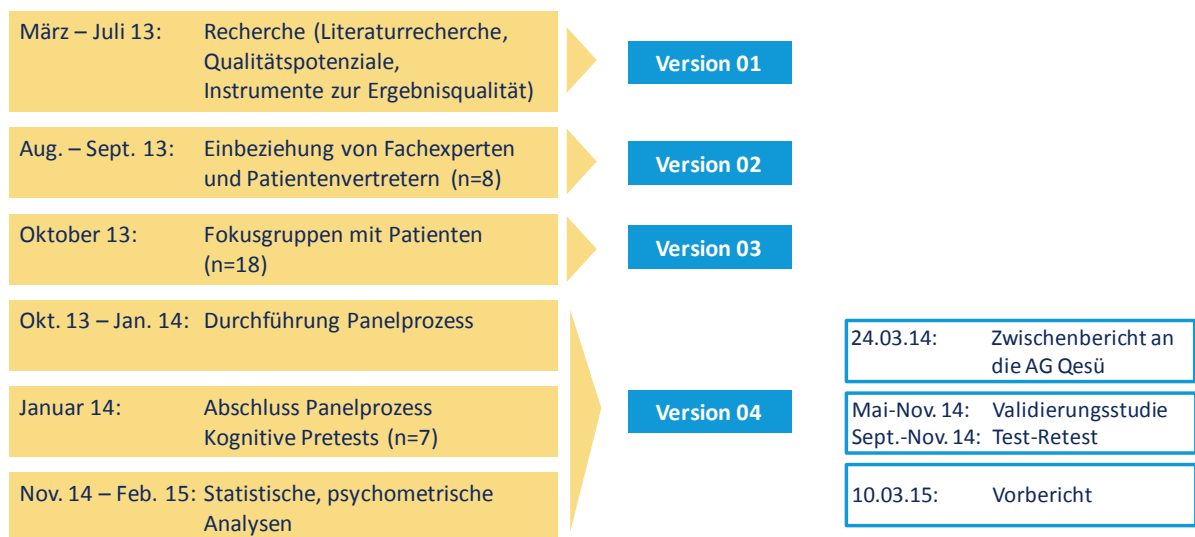 März – Juli 13: Recherche (Literaturrecherche,
Qualitätspotenziale,
Instrumente zur Ergebnisqualität)
Version 01
Aug. – Sept. 13: Einbeziehung von Fachexperten
und Patientenvertretern (n=8)
Version 02
Oktober 13: Fokusgruppen mit Patienten
(n=18)
Version 03
Okt. 13 – Jan. 14: Durchführung Panelprozess
Januar 14: Abschluss Panelprozess
Kognitive Pretests (n=7)
Nov. 14 – Feb. 15: Statistische, psychometrische
Analysen
Version 04
24.03.14: Zwischenbericht an
die AG Qesü
Mai-Nov. 14: Validierungsstudie
Sept.-Nov. 14: Test-Retest
10.03.15: Vorbericht